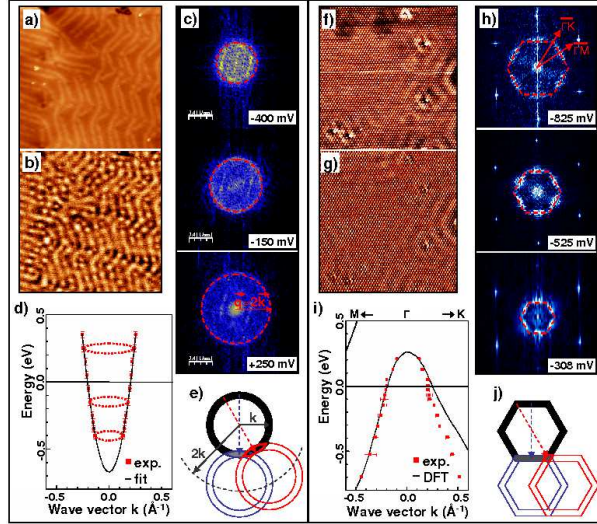 a)
b)
c)
-400 mV
-150 mV
2k
+250 mV
d)
0.5
0.0
-0.5
Energy (eV)
exp.
fit
-0.5 0.0 0.5
Wave vector k (Å⁻¹)
e)
k
2k
f)
g)
h)
ΓK
ΓM
-825 mV
-525 mV
-308 mV
i)
M ← Γ → K
0.5
0.0
-0.5
Energy (eV)
exp.
DFT
-0.5 0.0 0.5
Wave vector k (Å⁻¹)
j)